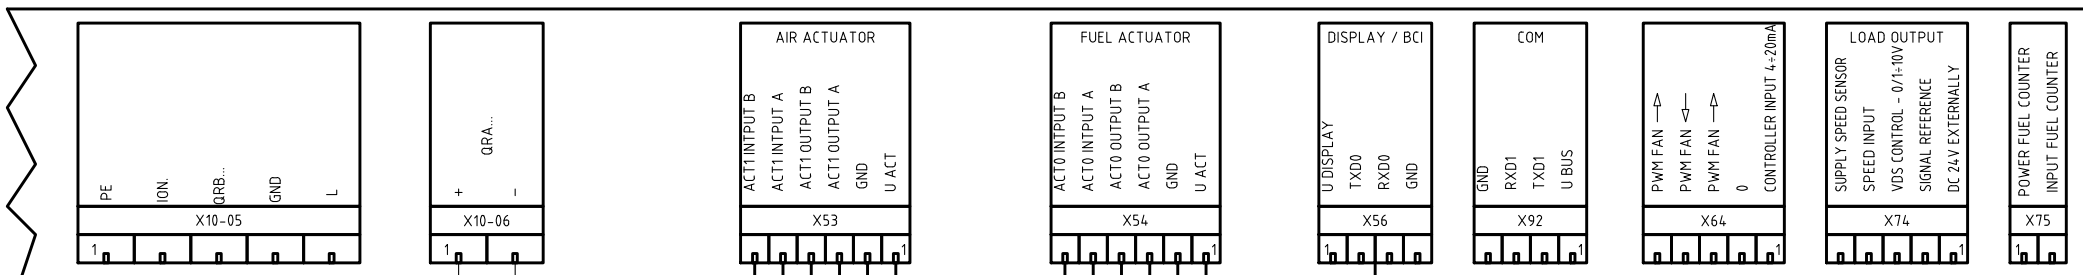 PE
ION.
QRB...
GND
L
X10-05
1
QRA...
+
-
X10-06
1
AIR ACTUATOR
ACT1 INTPUT B
ACT1 INTPUT A
ACT1 OUTPUT B
ACT1 OUTPUT A
GND
U ACT
X53
1
FUEL ACTUATOR
ACT0 INTPUT B
ACT0 INTPUT A
ACT0 OUTPUT B
ACT0 OUTPUT A
GND
U ACT
X54
1
DISPLAY / BCI
U DISPLAY
TXD0
RXD0
GND
X56
1
COM
GND
RXD1
TXD1
U BUS
X92
1
PWM FAN →
PWM FAN ←
PWM FAN →
0
CONTROLLER INPUT 4÷20mA
X64
1
LOAD OUTPUT
SUPPLY SPEED SENSOR
SPEED INPUT
VDS CONTROL - 0/1÷10V
SIGNAL REFERENCE
DC 24V EXTERNALLY
X74
1
POWER FUEL COUNTER
INPUT FUEL COUNTER
X75
1